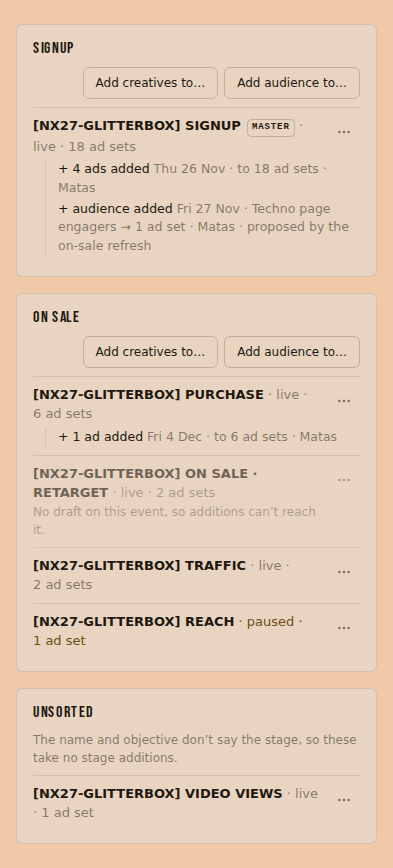 SIGNUP
Add creatives to…
Add audience to…
[NX27-GLITTERBOX] SIGNUP MASTER ·
live · 18 ad sets
…
+ 4 ads added Thu 26 Nov · to 18 ad sets ·
Matas
+ audience added Fri 27 Nov · Techno page
engagers → 1 ad set · Matas · proposed by the
on-sale refresh
ON SALE
Add creatives to…
Add audience to…
[NX27-GLITTERBOX] PURCHASE · live ·
6 ad sets
…
+ 1 ad added Fri 4 Dec · to 6 ad sets · Matas
[NX27-GLITTERBOX] ON SALE ·
RETARGET · live · 2 ad sets
…
No draft on this event, so additions can’t reach
it.
[NX27-GLITTERBOX] TRAFFIC · live ·
2 ad sets
…
[NX27-GLITTERBOX] REACH · paused ·
1 ad set
…
UNSORTED
The name and objective don’t say the stage, so these
take no stage additions.
[NX27-GLITTERBOX] VIDEO VIEWS · live
· 1 ad set
…